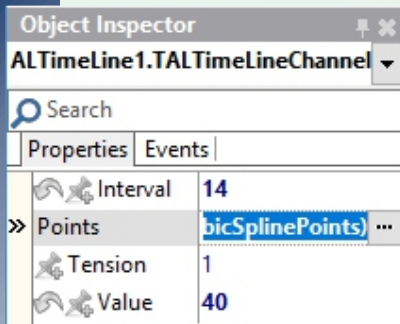 Object Inspector
ALTimeLine1.TALTimeLineChannel
Search
Properties Events
Interval 14
Points bicSplinePoints) ...
Tension 1
Value 40